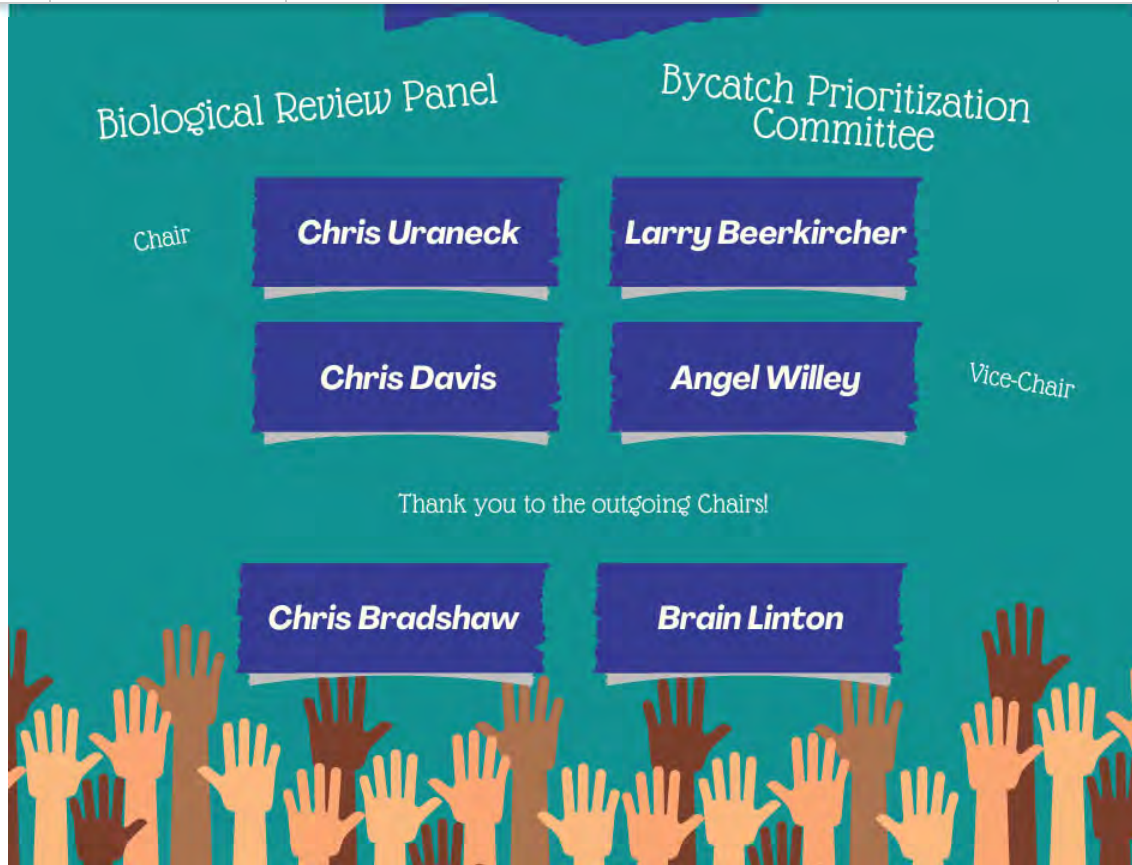 Biological Review Panel
Bycatch Prioritization
Committee
Chair
Chris Uraneck
Larry Beerkircher
Chris Davis
Angel Willey
Vice-Chair
Thank you to the outgoing Chairs!
Chris Bradshaw
Brain Linton